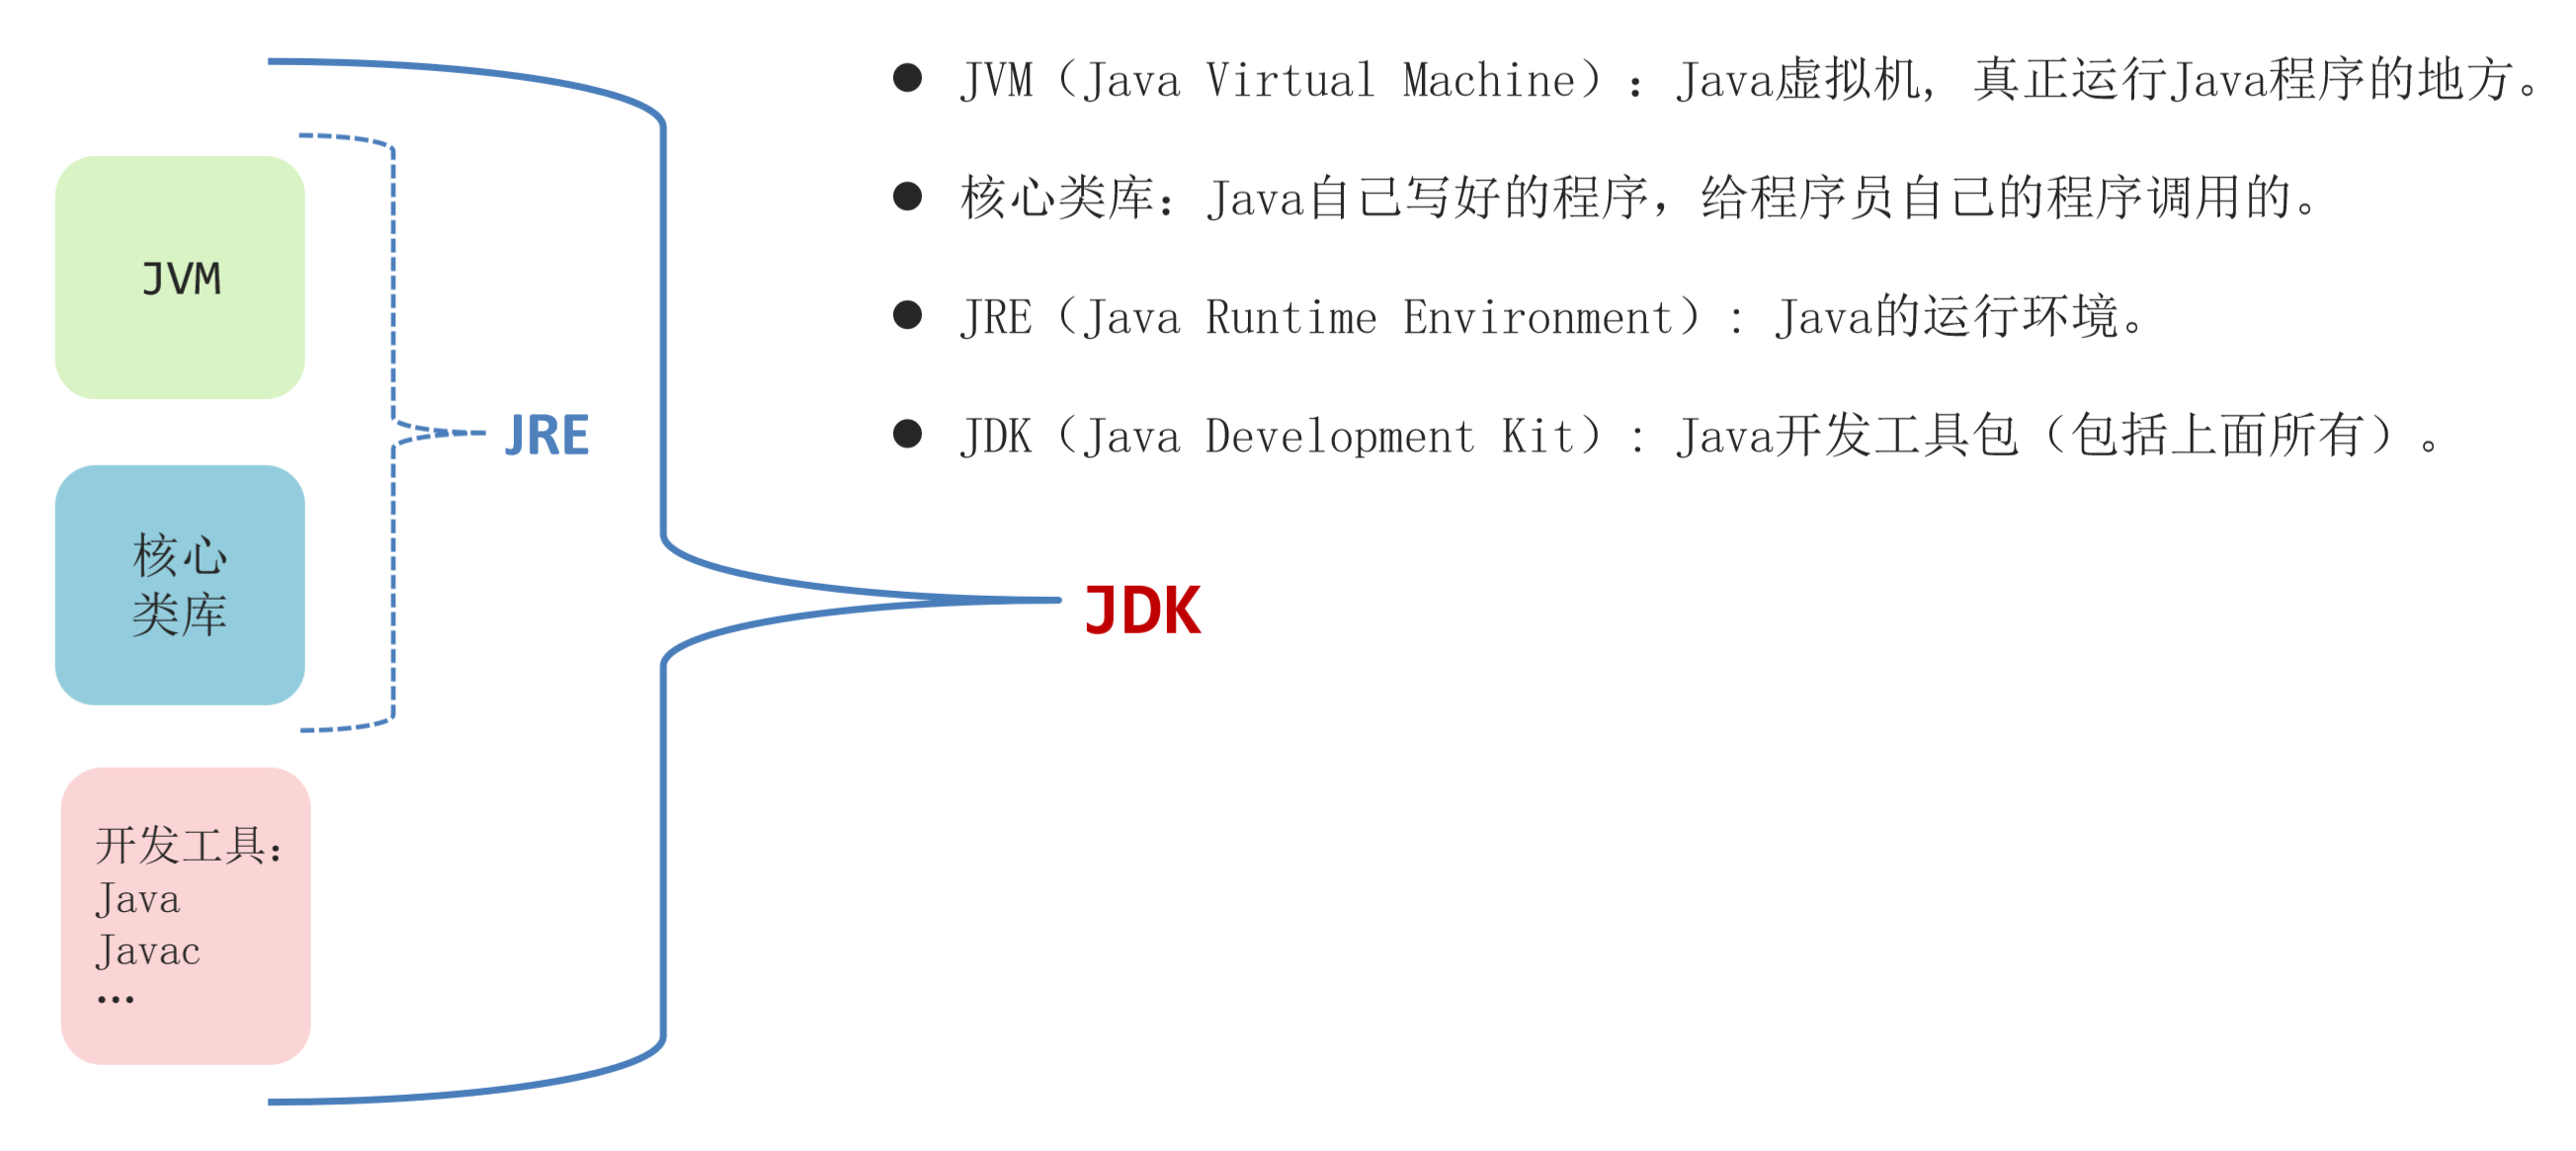 JVM（Java Virtual Machine）：Java虚拟机，真正运行Java程序的地方。
核心类库：Java自己写好的程序，给程序员自己的程序调用的。
JRE（Java Runtime Environment）：Java的运行环境。
JDK（Java Development Kit）：Java开发工具包（包括上面所有）。
JVM
JRE
核心
类库
JDK
开发工具：
Java
Javac
…